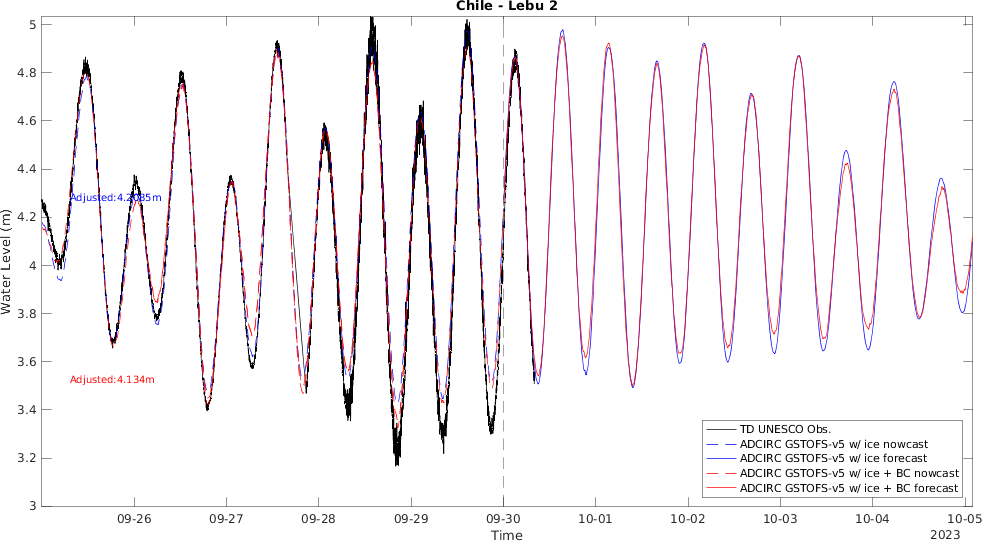 Chile - Lebu 2
5
4.8
4.6
4.4
4.2
4
3.8
3.6
3.4
3.2
3
Water Level (m)
Adjusted:4.2035m
Adjusted:4.134m
TD UNESCO Obs.
ADCIRC GSTOFS-v5 w/ ice nowcast
ADCIRC GSTOFS-v5 w/ ice forecast
ADCIRC GSTOFS-v5 w/ ice + BC nowcast
ADCIRC GSTOFS-v5 w/ ice + BC forecast
09-26 09-27 09-28 09-29 09-30 10-01 10-02 10-03 10-04 10-05
Time
2023